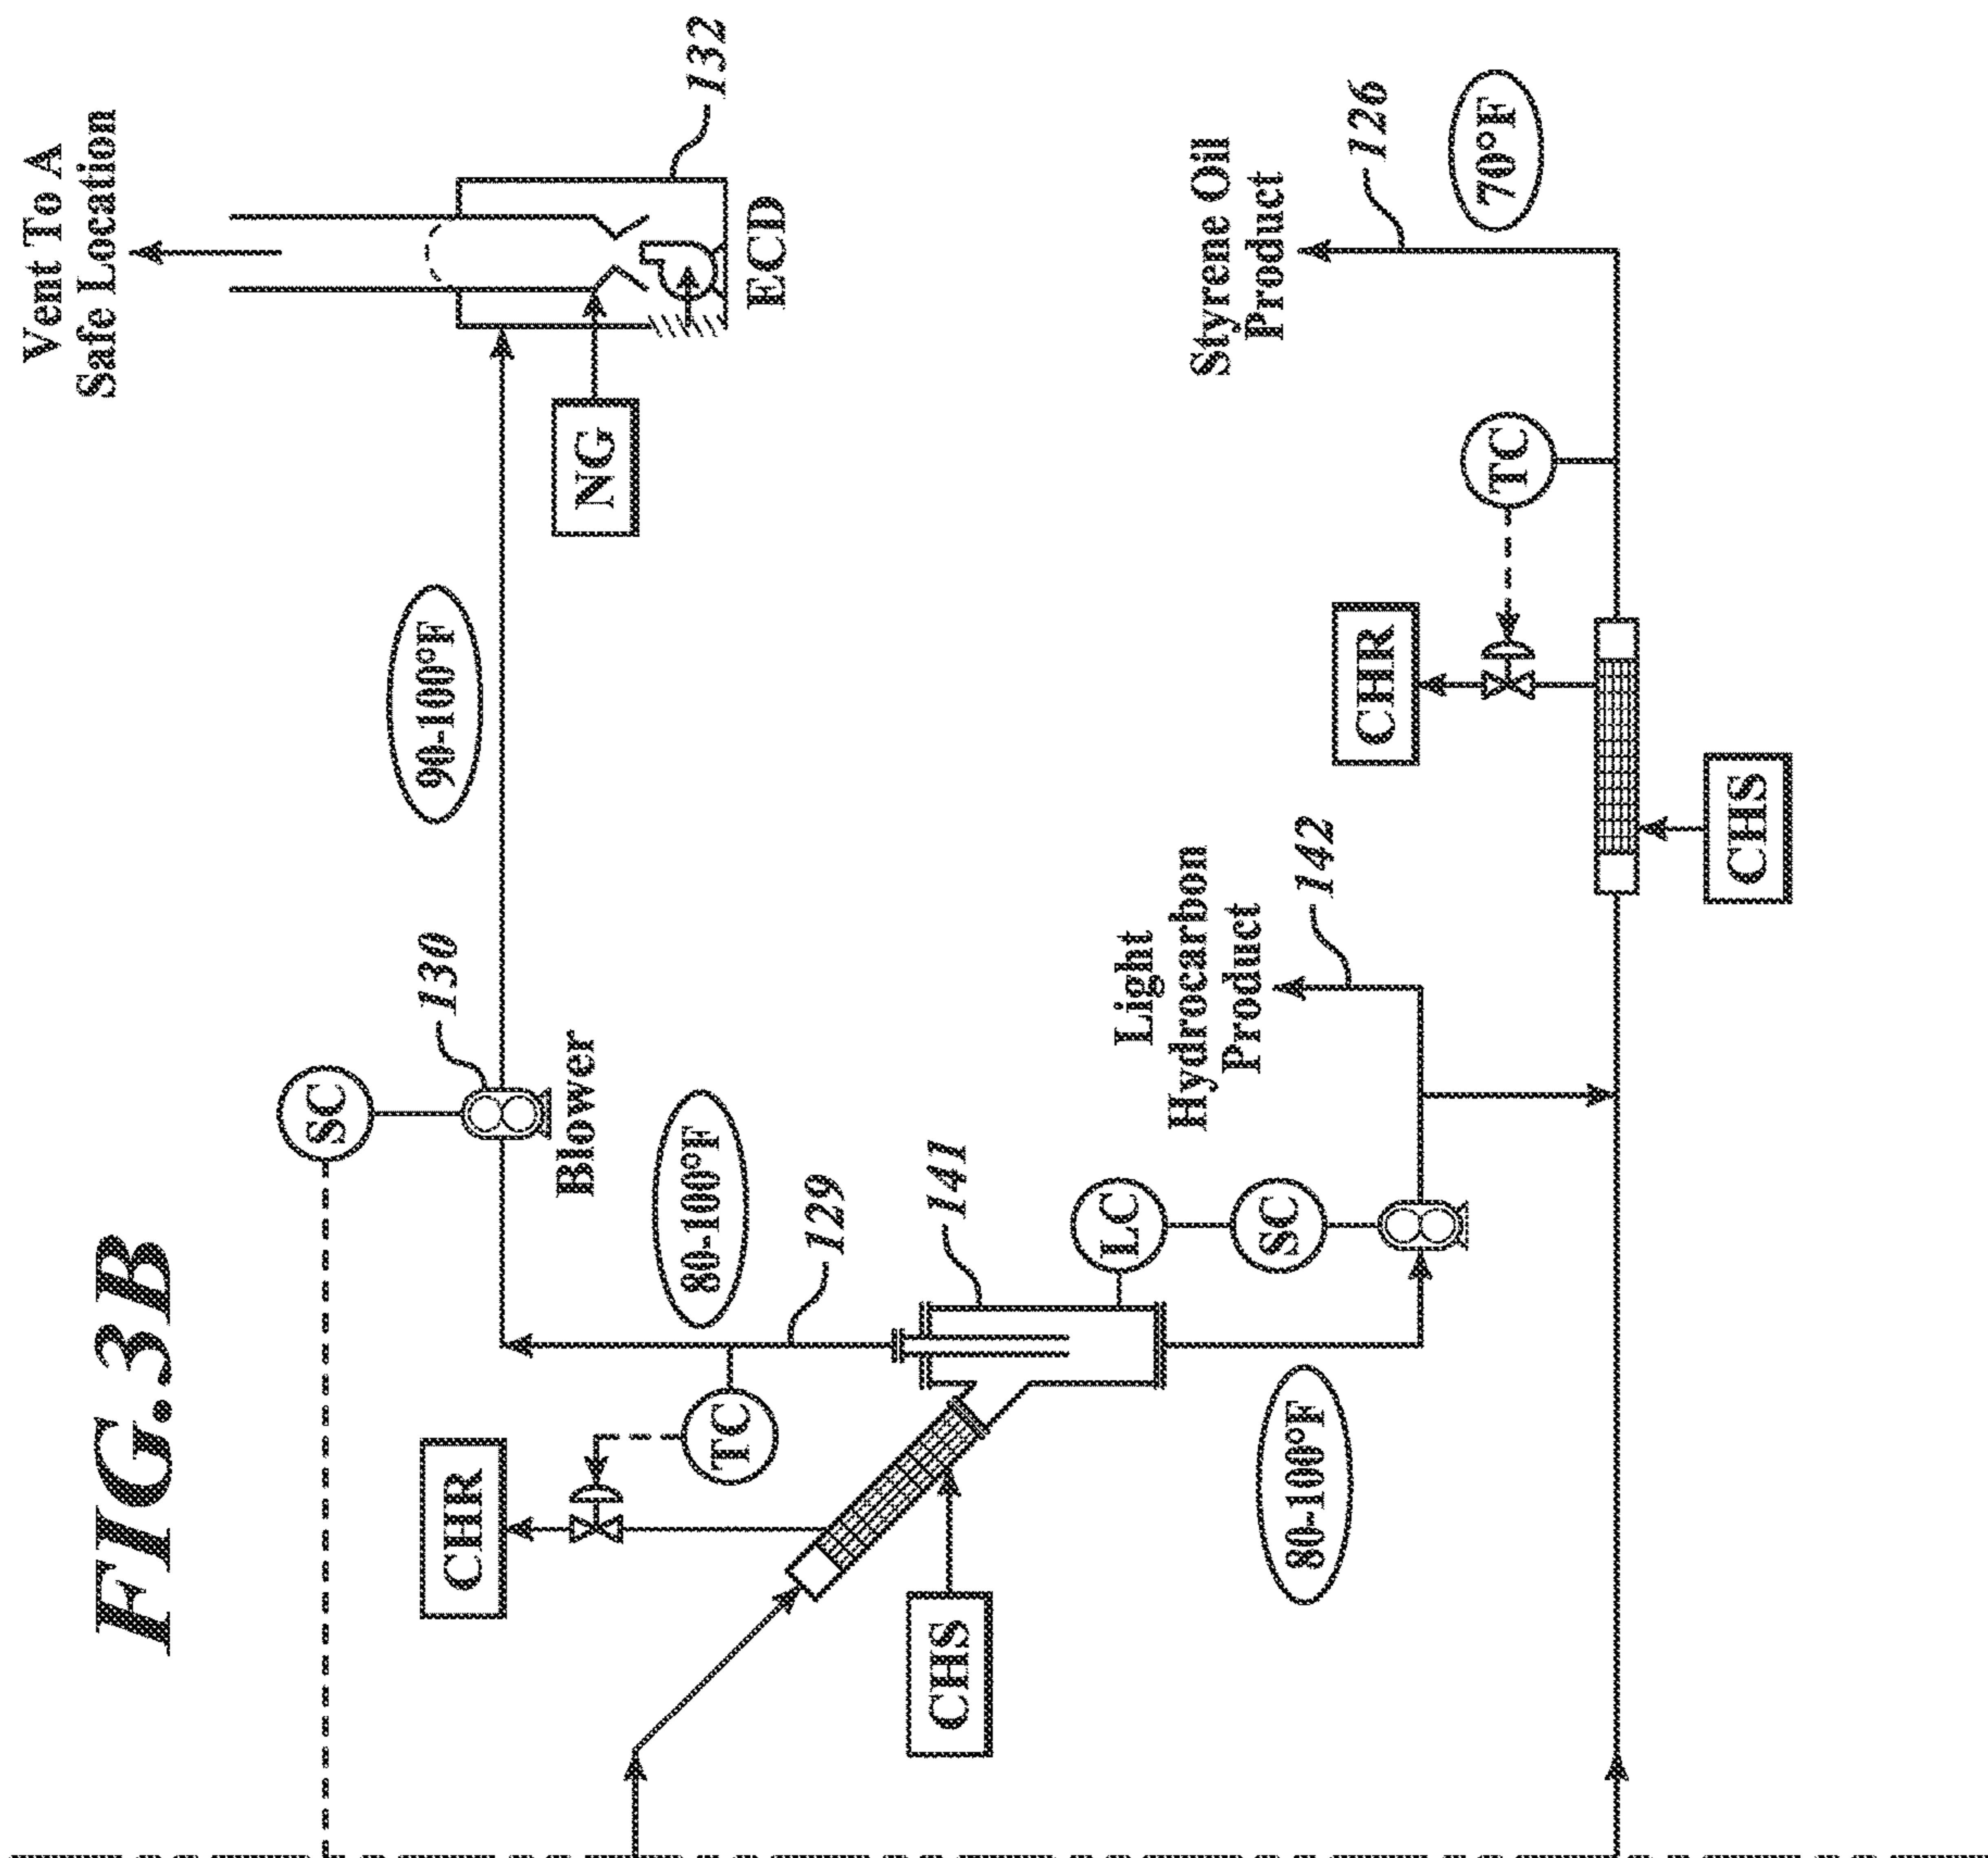 FIG.3B
SC
130
Blower
90-100°F
Vent To A
Safe Location
132
ECD
NG
CHR
TC
80-100°F
129
141
CHS
LC
SC
80-100°F
Light
Hydrocarbon
Product
142
CHR
TC
CHS
Styrene Oil
Product
126
70°F